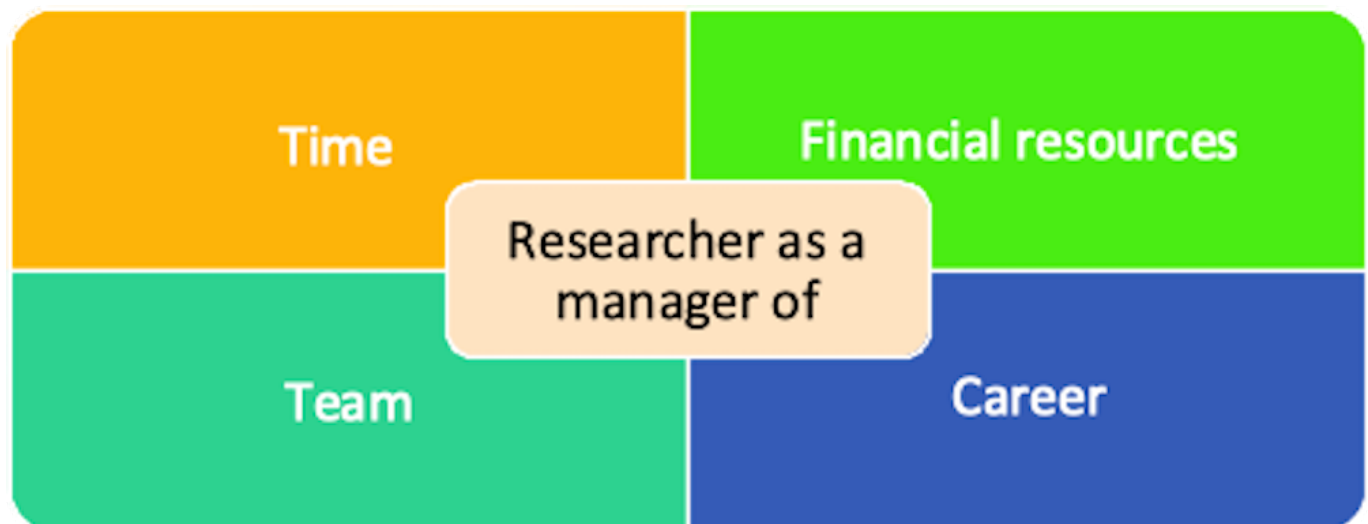 Time
Financial resources
Researcher as a
manager of
Team
Career